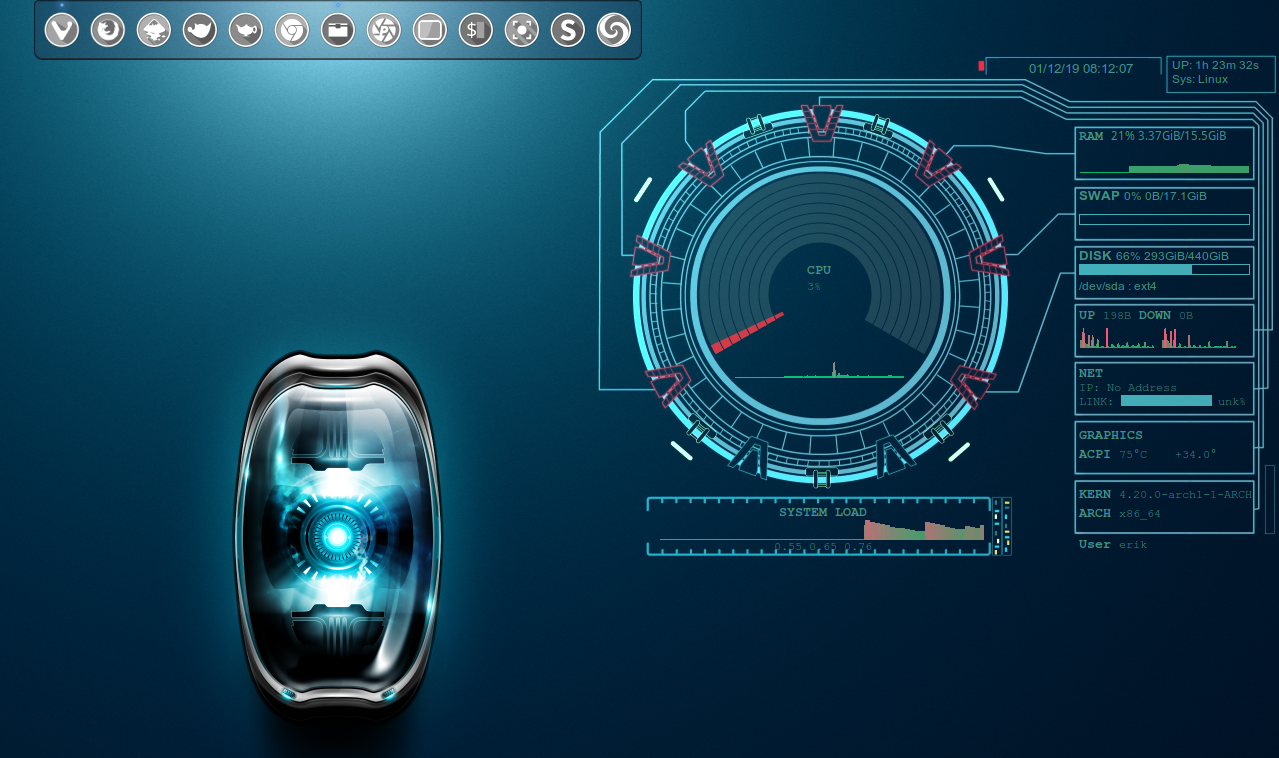 $
S
01/12/19 08:12:07
UP: 1h 23m 32s
Sys: Linux
RAM 21% 3.37GiB/15.5GiB
SWAP 0% 0B/17.1GiB
DISK 66% 293GiB/440GiB
/dev/sda : ext4
UP 198B DOWN 0B
NET
IP: No Address
LINK: unk%
GRAPHICS
ACPI 75°C +34.0°
KERN 4.20.0-arch1-1-ARCH
ARCH x86_64
User erik
CPU
3%
SYSTEM LOAD
0.55 0.65 0.76